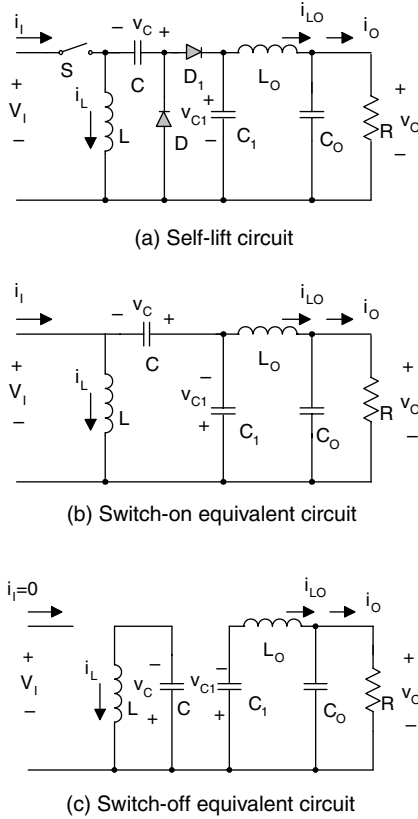 i_I − v_C + i_LO i_O
S C D_1 L_O
+ V_I − i_L L D v_C1 + − C_1 C_O R + v_O −
(a) Self-lift circuit
i_I − v_C + i_LO i_O
C L_O
+ V_I − i_L L v_C1 − + C_1 C_O R + v_O −
(b) Switch-on equivalent circuit
i_I=0 i_LO i_O
L_O
+ V_I − i_L L v_C − + C v_C1 − + C_1 C_O R + v_O −
(c) Switch-off equivalent circuit